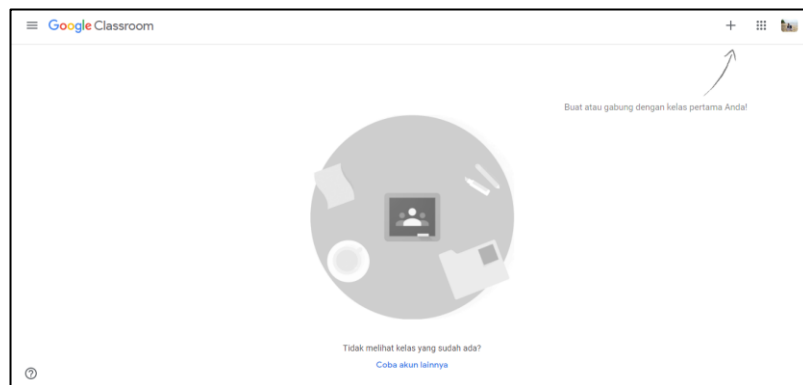 Google Classroom
Buat atau gabung dengan kelas pertama Anda!
Tidak melihat kelas yang sudah ada?
Coba akun lainnya